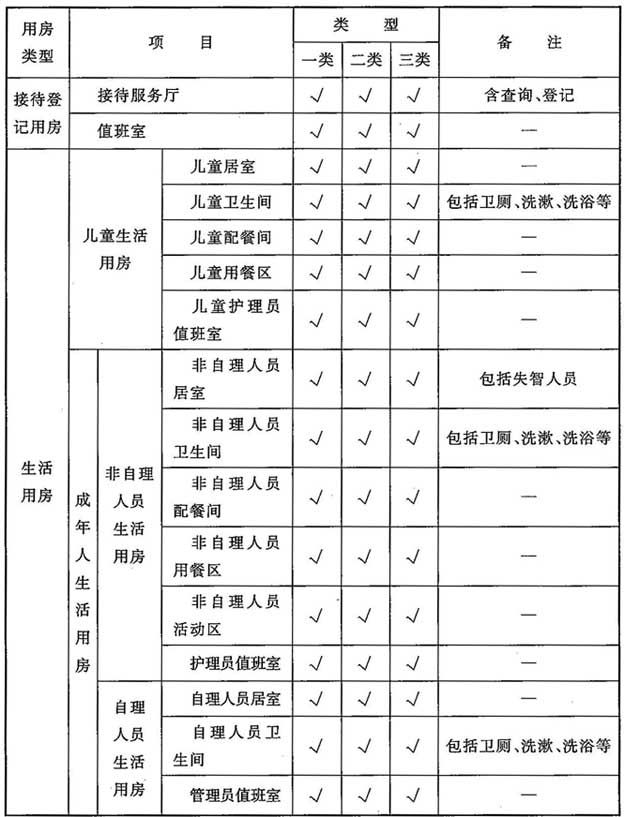 用房类型 项目 类型 备注
一类 二类 三类
接待登记用房 接待服务厅 √ √ √ 含查询、登记
值班室 √ √ √ —
生活用房 儿童生活用房 儿童居室 √ √ √ —
儿童卫生间 √ √ √ 包括卫厕、洗漱、洗浴等
儿童配餐间 √ √ √ —
儿童用餐区 √ √ √ —
儿童护理员值班室 √ √ √ —
成年人生活用房 非自理人员生活用房 非自理人员居室 √ √ √ 包括失智人员
非自理人员卫生间 √ √ √ 包括卫厕、洗漱、洗浴等
非自理人员配餐间 √ √ √ —
非自理人员用餐区 √ √ √ —
非自理人员活动区 √ √ √ —
护理员值班室 √ √ √ —
自理人员生活用房 自理人员居室 √ √ √ —
自理人员卫生间 √ √ √ 包括卫厕、洗漱、洗浴等
管理员值班室 √ √ √ —